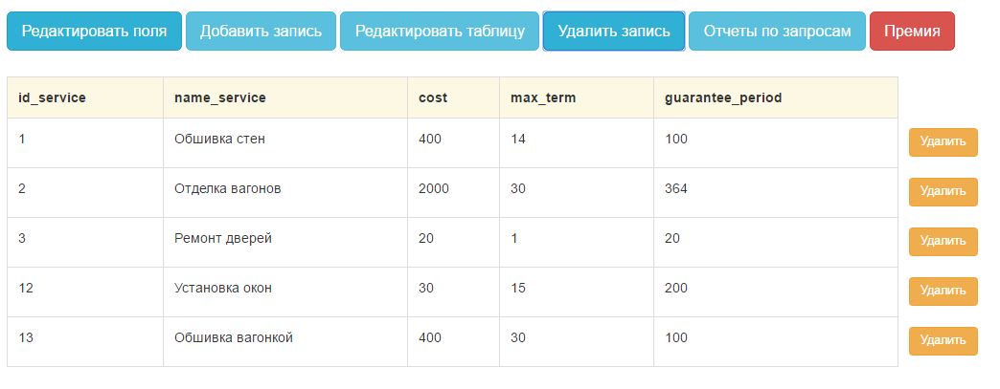 Редактировать поля Добавить запись Редактировать таблицу Удалить запись Отчеты по запросам Премия
id_service name_service cost max_term guarantee_period
1 Обшивка стен 400 14 100 Удалить
2 Отделка вагонов 2000 30 364 Удалить
3 Ремонт дверей 20 1 20 Удалить
12 Установка окон 30 15 200 Удалить
13 Обшивка вагонкой 400 30 100 Удалить